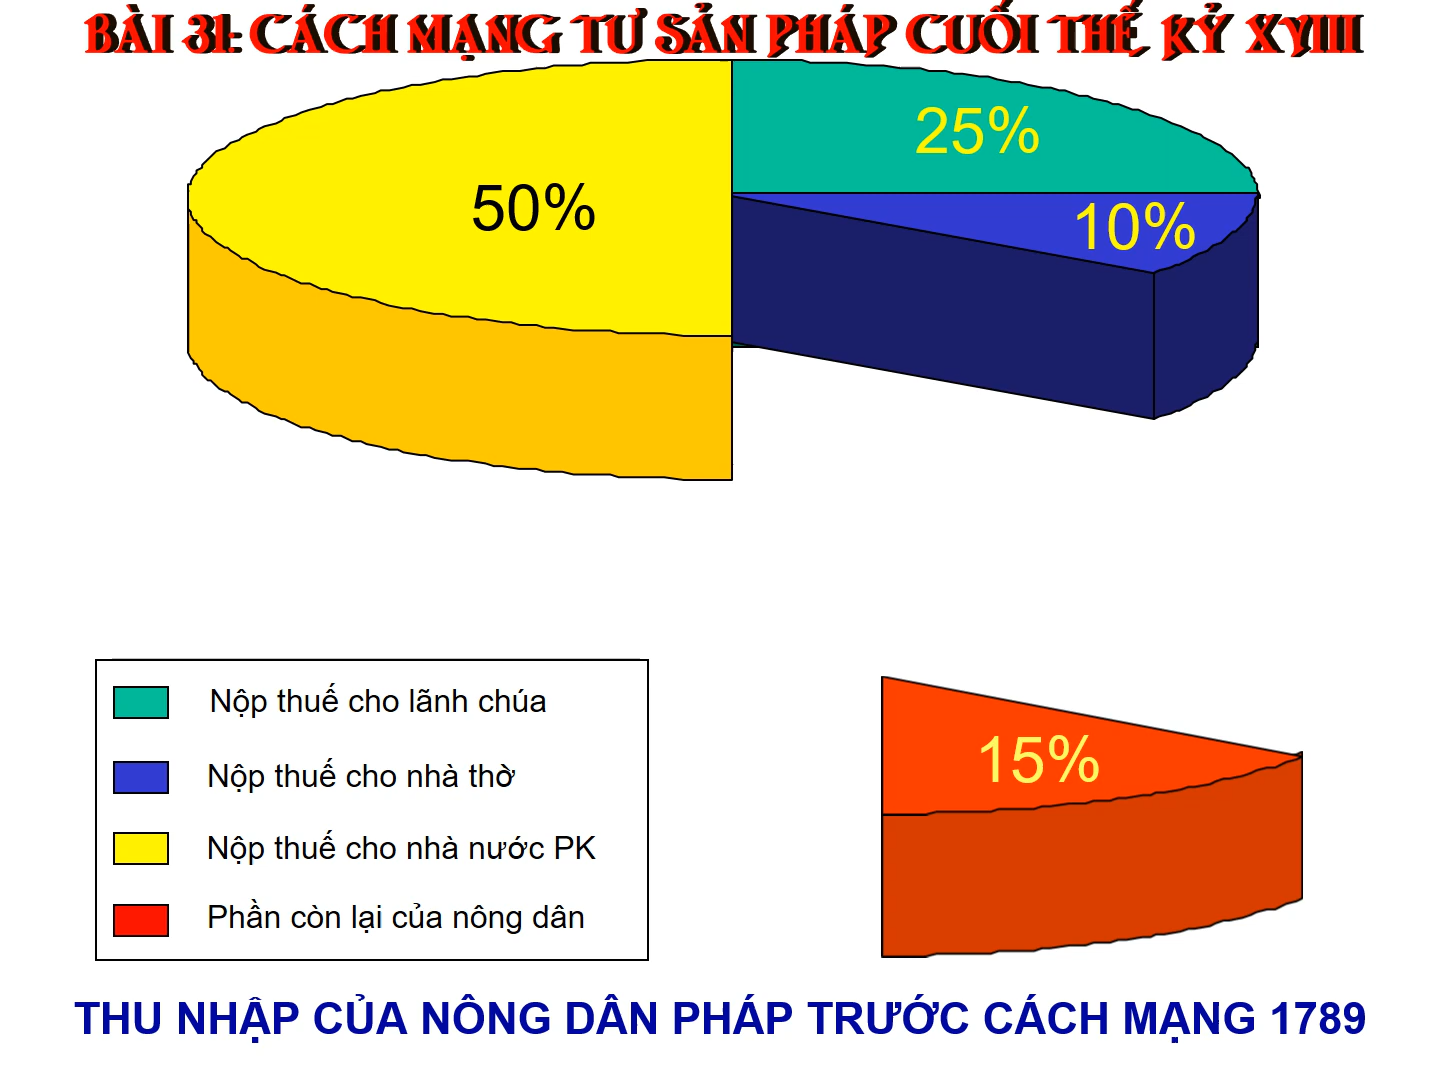 BÀI 31: CÁCH MẠNG TƯ SẢN PHÁP CUỐI THẾ KỶ XVIII
25%
50%
10%
Nộp thuế cho lãnh chúa
Nộp thuế cho nhà thờ
Nộp thuế cho nhà nước PK
Phần còn lại của nông dân
15%
THU NHẬP CỦA NÔNG DÂN PHÁP TRƯỚC CÁCH MẠNG 1789